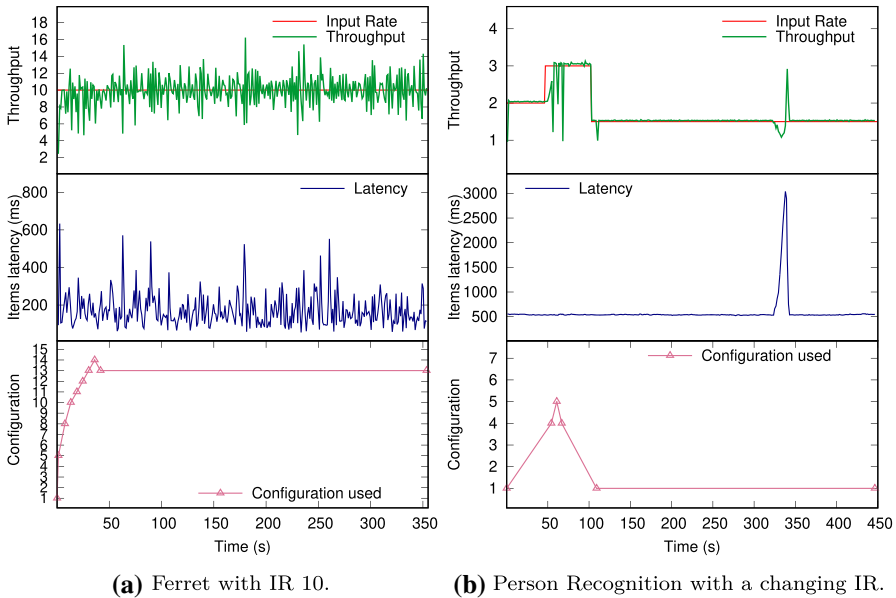 Input Rate
Throughput
Throughput
18
16
14
12
10
8
6
4
2
Latency
Items latency (ms)
800
600
400
200
Configuration
15
14
13
12
11
10
9
8
7
6
5
4
3
2
1
Configuration used
50 100 150 200 250 300 350
Time (s)
(a) Ferret with IR 10.
Input Rate
Throughput
Throughput
4
3
2
1
Latency
Items latency (ms)
3000
2500
2000
1500
1000
500
Configuration used
Configuration
7
6
5
4
3
2
1
50 100 150 200 250 300 350 400 450
Time (s)
(b) Person Recognition with a changing IR.